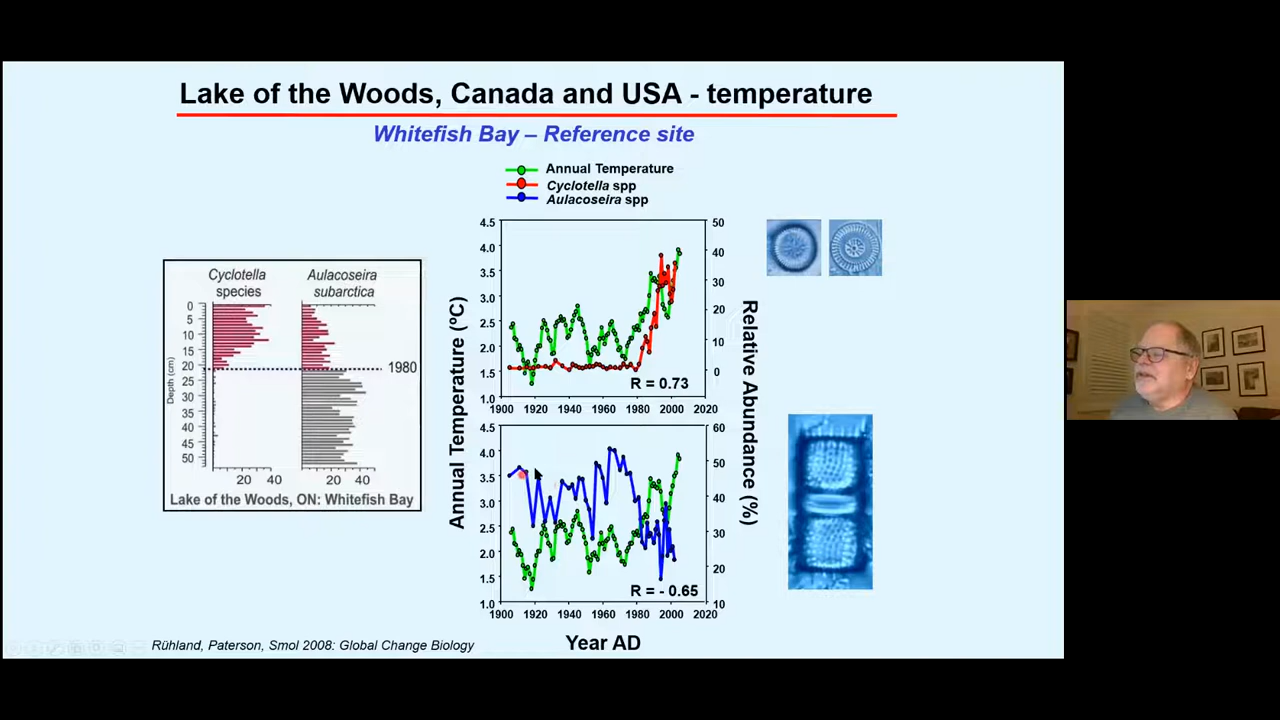 Lake of the Woods, Canada and USA - temperature
Whitefish Bay – Reference site
Annual Temperature
Cyclotella spp
Aulacoseira spp
Cyclotella species
Aulacoseira subarctica
0
5
10
15
20
25
30
35
40
45
50
Depth (cm)
1980
20 40 20 40
Lake of the Woods, ON: Whitefish Bay
Annual Temperature (ºC)
4.5
4.0
3.5
3.0
2.5
2.0
1.5
1.0
50
40
30
20
10
0
R = 0.73
1900 1920 1940 1960 1980 2000 2020
4.5
4.0
3.5
3.0
2.5
2.0
1.5
1.0
60
50
40
30
20
10
R = - 0.65
1900 1920 1940 1960 1980 2000 2020
Relative Abundance (%)
Year AD
Rühland, Paterson, Smol 2008: Global Change Biology